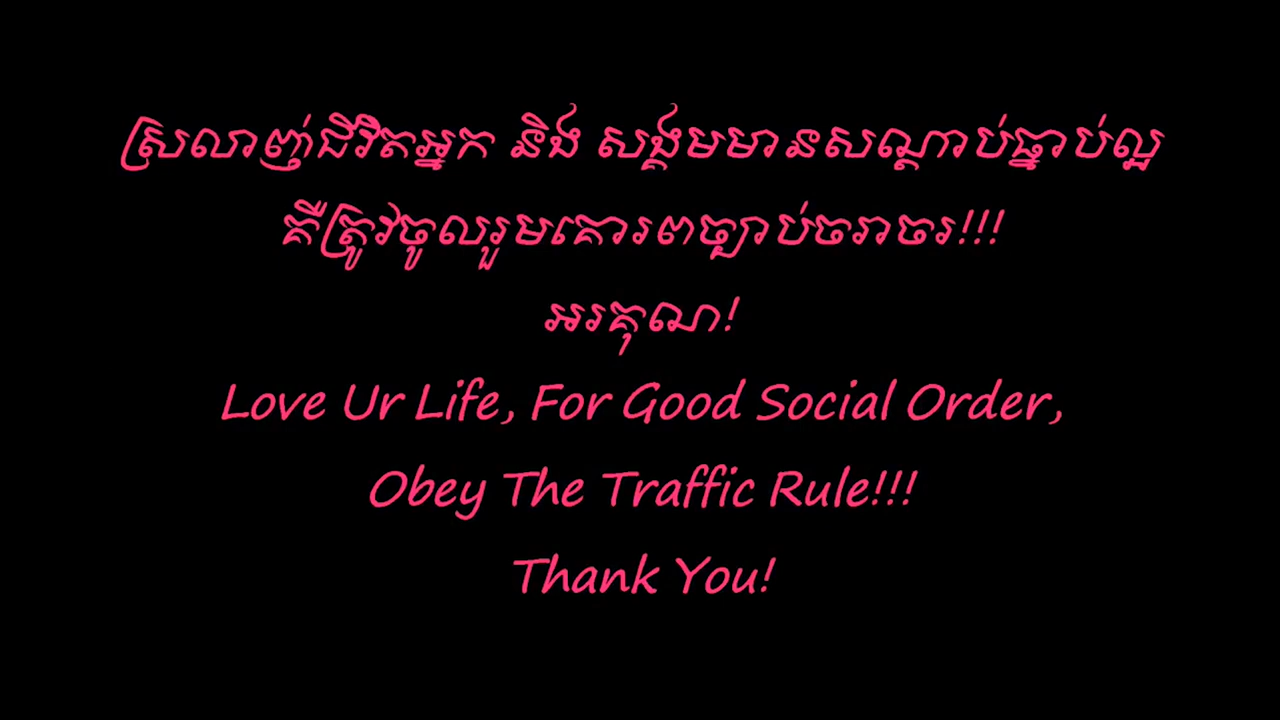 ស្រលាញ់ជីវិតអ្នក និង សង្គមមានសណ្តាប់ធ្នាប់ល្អ
គឺត្រូវចូលរួមគោរពច្បាប់ចរាចរ!!!
អរគុណ!
Love Ur Life, For Good Social Order,
Obey The Traffic Rule!!!
Thank You!